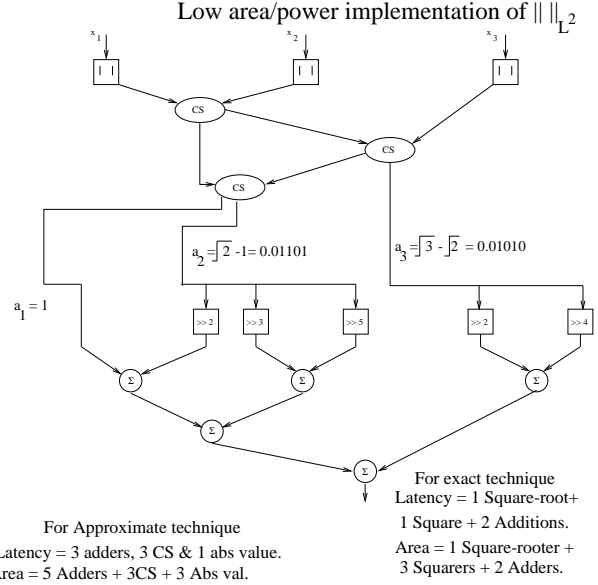 Low area/power implementation of || ||L2
x1 x2 x3
| | | | | |
CS
CS
CS
a2 = √2 -1= 0.01101
a3 = √3 - √2 = 0.01010
a1 = 1
>> 2 >> 3 >> 5 >> 2 >> 4
Σ Σ Σ
Σ
Σ
For exact technique
Latency = 1 Square-root+
1 Square + 2 Additions.
Area = 1 Square-rooter +
3 Squarers + 2 Adders.
For Approximate technique
Latency = 3 adders, 3 CS & 1 abs value.
Area = 5 Adders + 3CS + 3 Abs val.